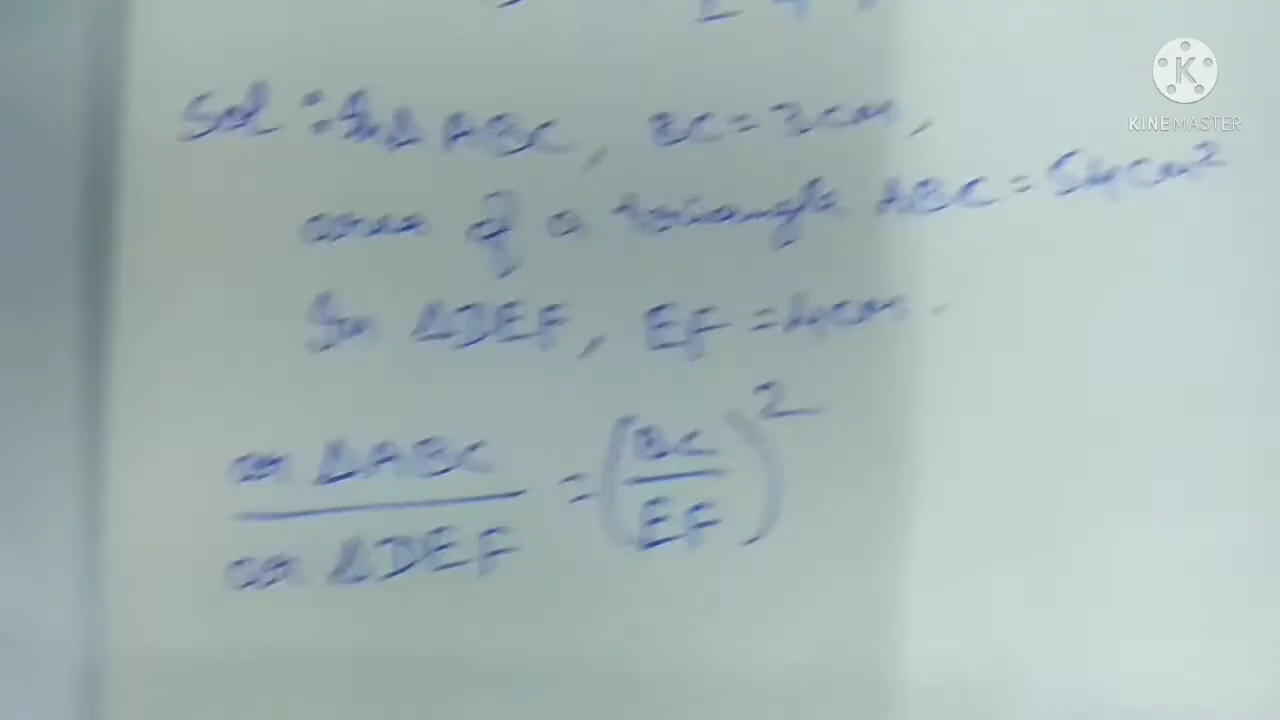 Sol :- In Δ ABC, BC = 3cm,
area of a triangle ABC = 54cm²
In ΔDEF, EF = 4cm.
ar ΔABC / ar ΔDEF = (BC / EF)²
K
KINEMASTER